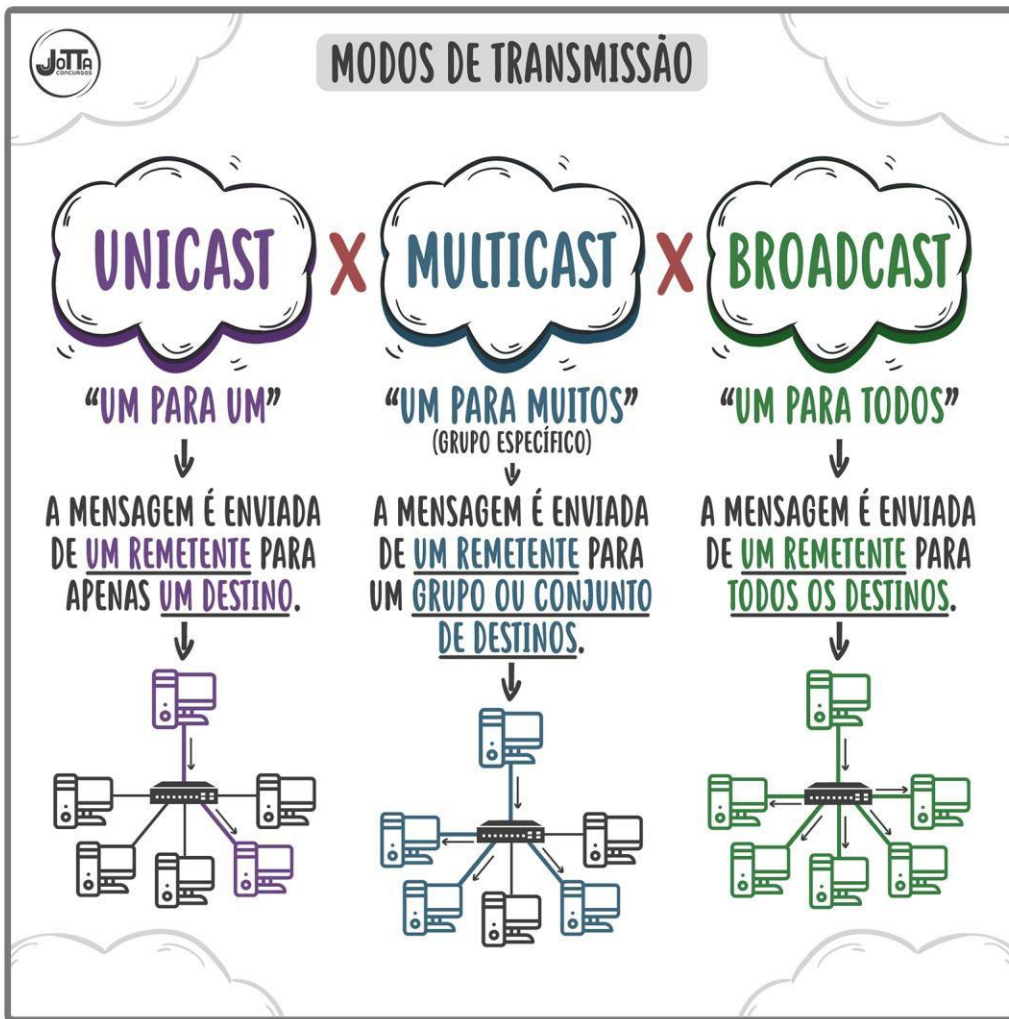 JOTTA
CONCURSOS
MODOS DE TRANSMISSÃO
UNICAST X MULTICAST X BROADCAST
“UM PARA UM”
A MENSAGEM É ENVIADA
DE UM REMETENTE PARA
APENAS UM DESTINO.
“UM PARA MUITOS”
(GRUPO ESPECÍFICO)
A MENSAGEM É ENVIADA
DE UM REMETENTE PARA
UM GRUPO OU CONJUNTO
DE DESTINOS.
“UM PARA TODOS”
A MENSAGEM É ENVIADA
DE UM REMETENTE PARA
TODOS OS DESTINOS.